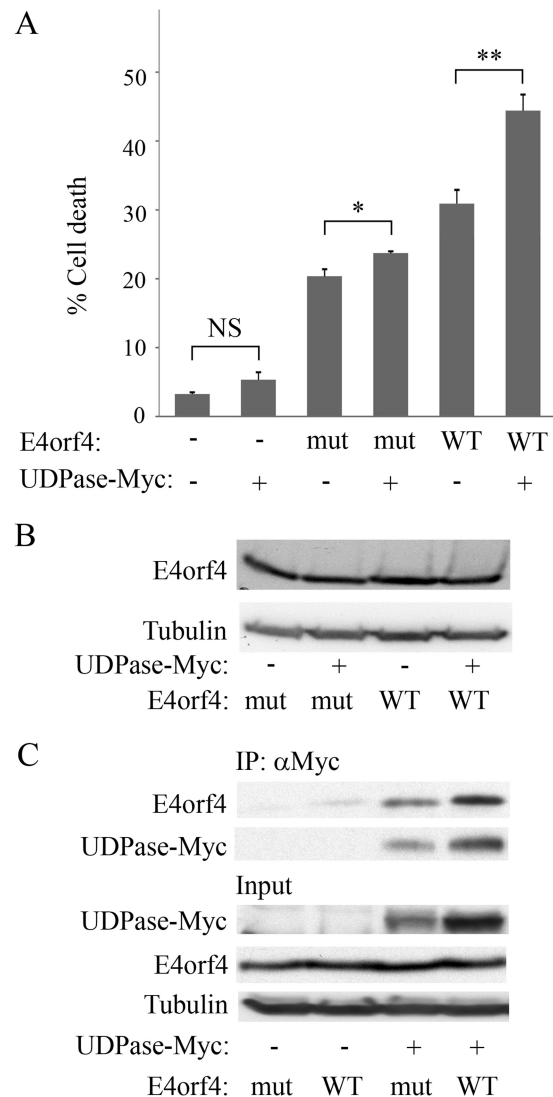 A
% Cell death
50
40
30
20
10
0
NS
*
**
E4orf4: - - mut mut WT WT
UDPase-Myc: - + - + - +
B
E4orf4
Tubulin
UDPase-Myc: - + - +
E4orf4: mut mut WT WT
C
IP: αMyc
E4orf4
UDPase-Myc
Input
UDPase-Myc
E4orf4
Tubulin
UDPase-Myc: - - + +
E4orf4: mut WT mut WT